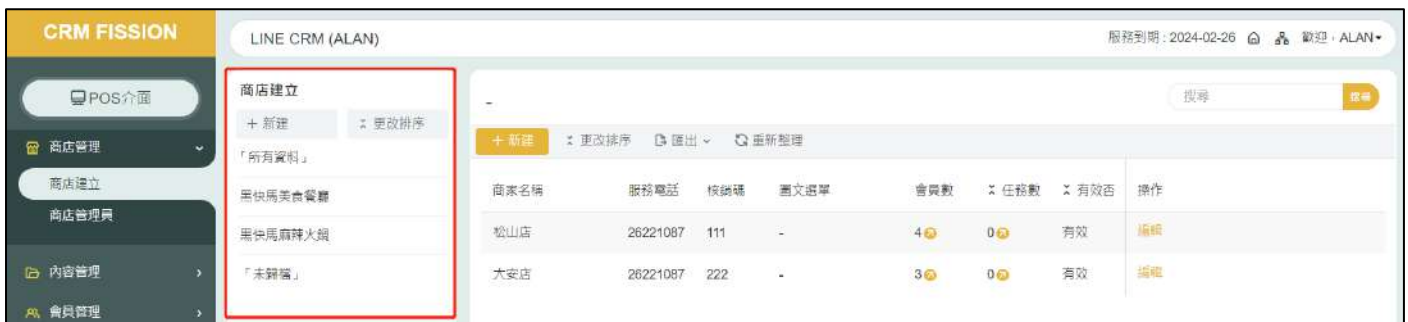 CRM FISSION
LINE CRM (ALAN)
服務到期 : 2024-02-26 歡迎，ALAN
POS介面
商店管理
商店建立
商店管理員
內容管理
會員管理
商店建立
+ 新建 更改排序
「所有資料」
黑快馬美食餐廳
黑快馬麻辣火鍋
「未歸檔」
-
搜尋 搜尋
+ 新建 更改排序 匯出 重新整理
商家名稱 服務電話 核銷碼 圖文選單 會員數 任務數 有效否 操作
松山店 26221087 111 - 4 0 有效 編輯
大安店 26221087 222 - 3 0 有效 編輯